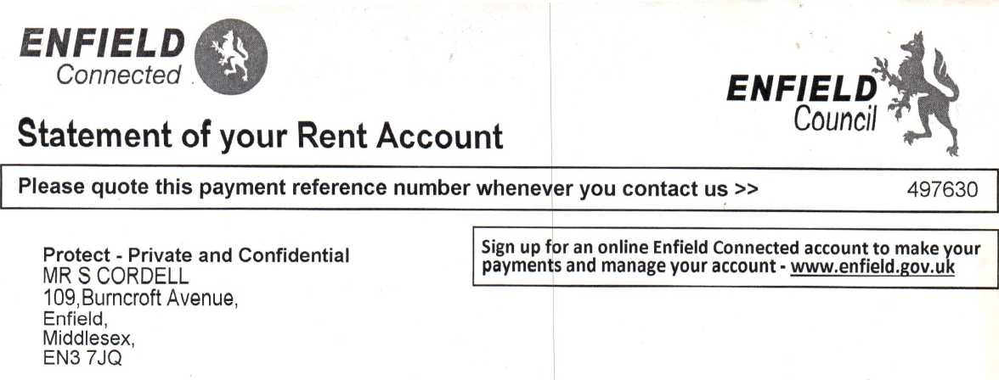 ENFIELD
Connected
ENFIELD
Council
Statement of your Rent Account
Please quote this payment reference number whenever you contact us >> 497630
Protect - Private and Confidential
MR S CORDELL
109,Burncroft Avenue,
Enfield,
Middlesex,
EN3 7JQ
Sign up for an online Enfield Connected account to make your
payments and manage your account - www.enfield.gov.uk